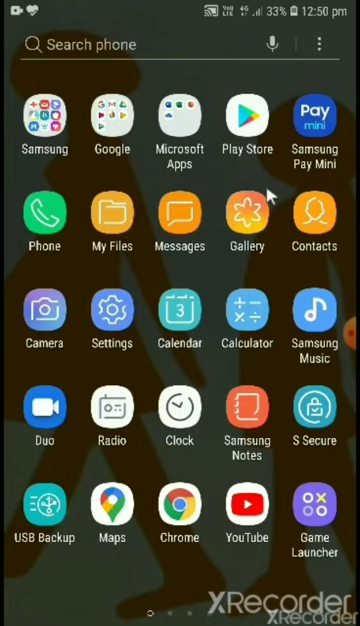 VoLTE 4G 33% 12:50 pm
Search phone
Samsung Google Microsoft Apps Play Store Samsung Pay Mini
Pay mini
Phone My Files Messages Gallery Contacts
3
Camera Settings Calendar Calculator Samsung Music
Duo Radio Clock Samsung Notes S Secure
USB Backup Maps Chrome YouTube Game Launcher
XRecorder
XRecorder